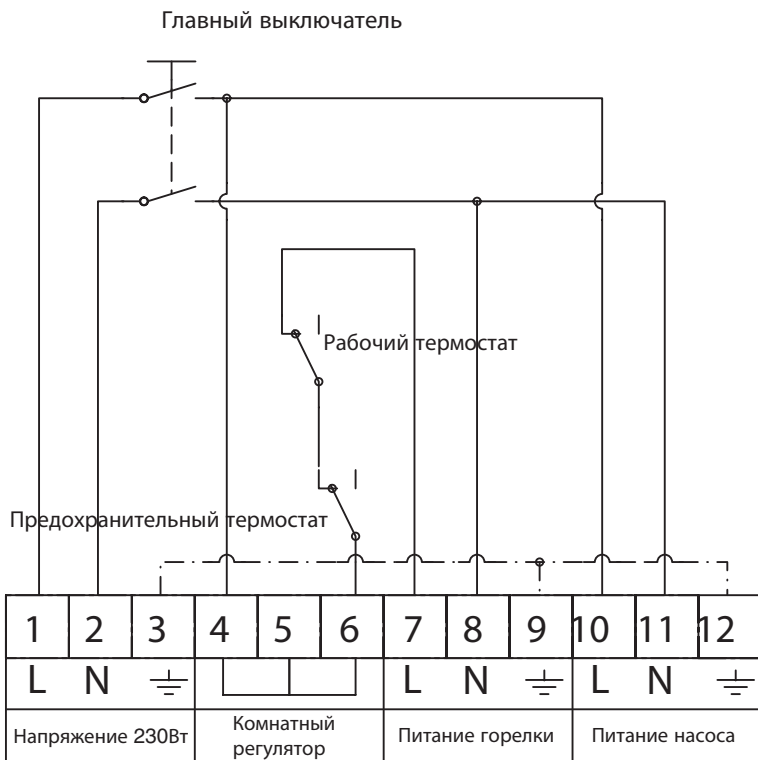 Главный выключатель
Рабочий термостат
Предохранительный термостат
1 2 3 4 5 6 7 8 9 10 11 12
L N L N L N
Напряжение 230Вт
Комнатный
регулятор
Питание горелки
Питание насоса